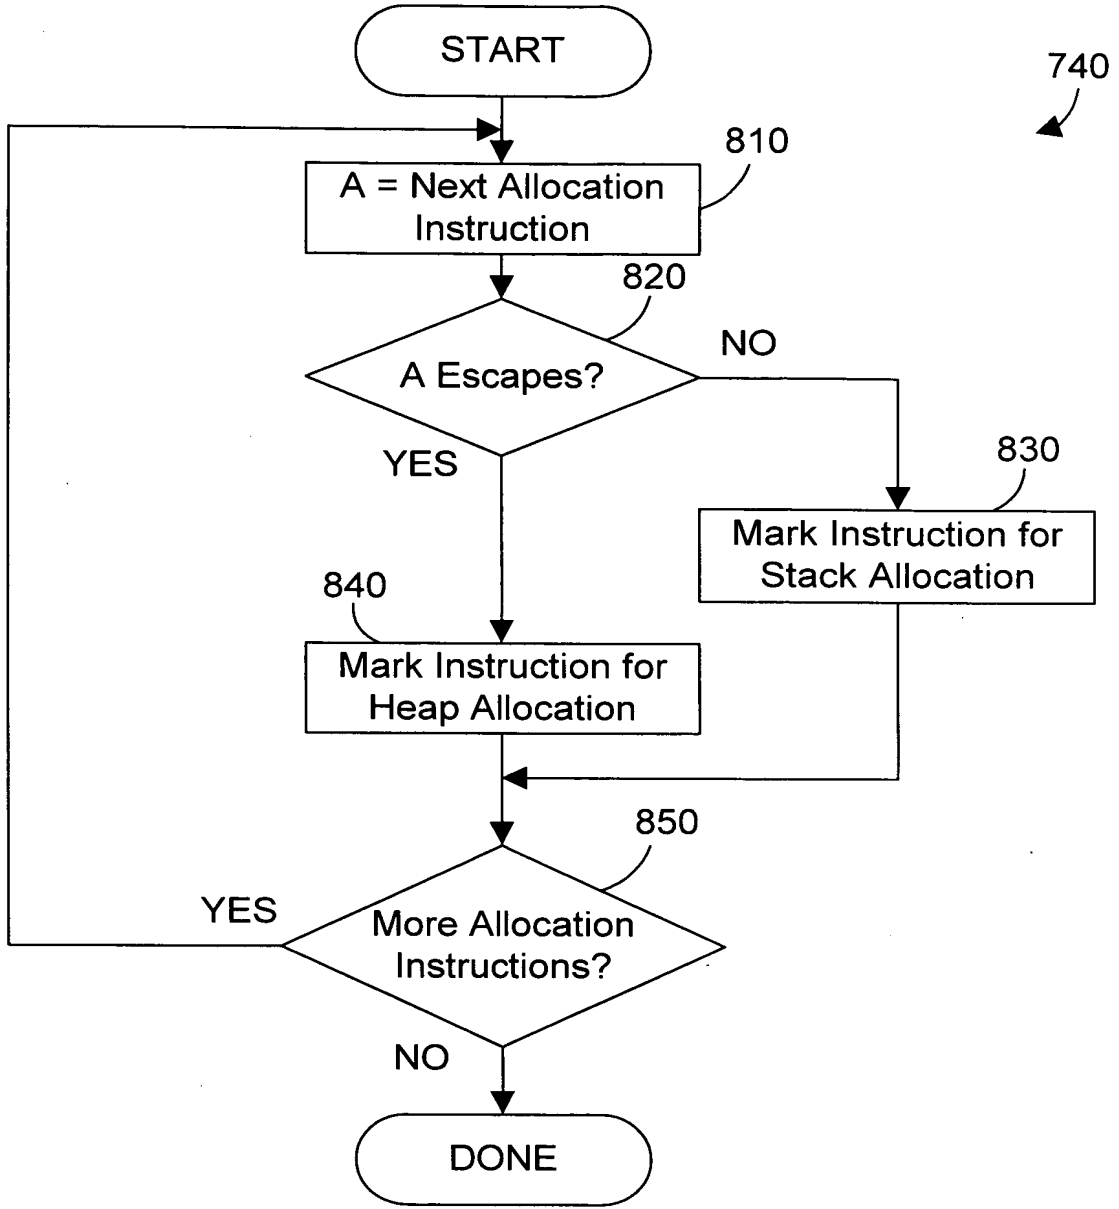 START
740
810
A = Next Allocation
Instruction
820
A Escapes?
NO
YES
830
Mark Instruction for
Stack Allocation
840
Mark Instruction for
Heap Allocation
850
More Allocation
Instructions?
YES
NO
DONE